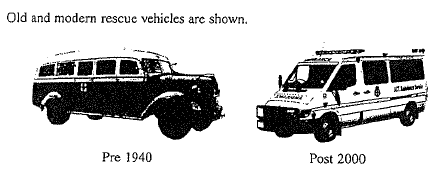 Old and modern rescue vehicles are shown.
Pre 1940
Post 2000